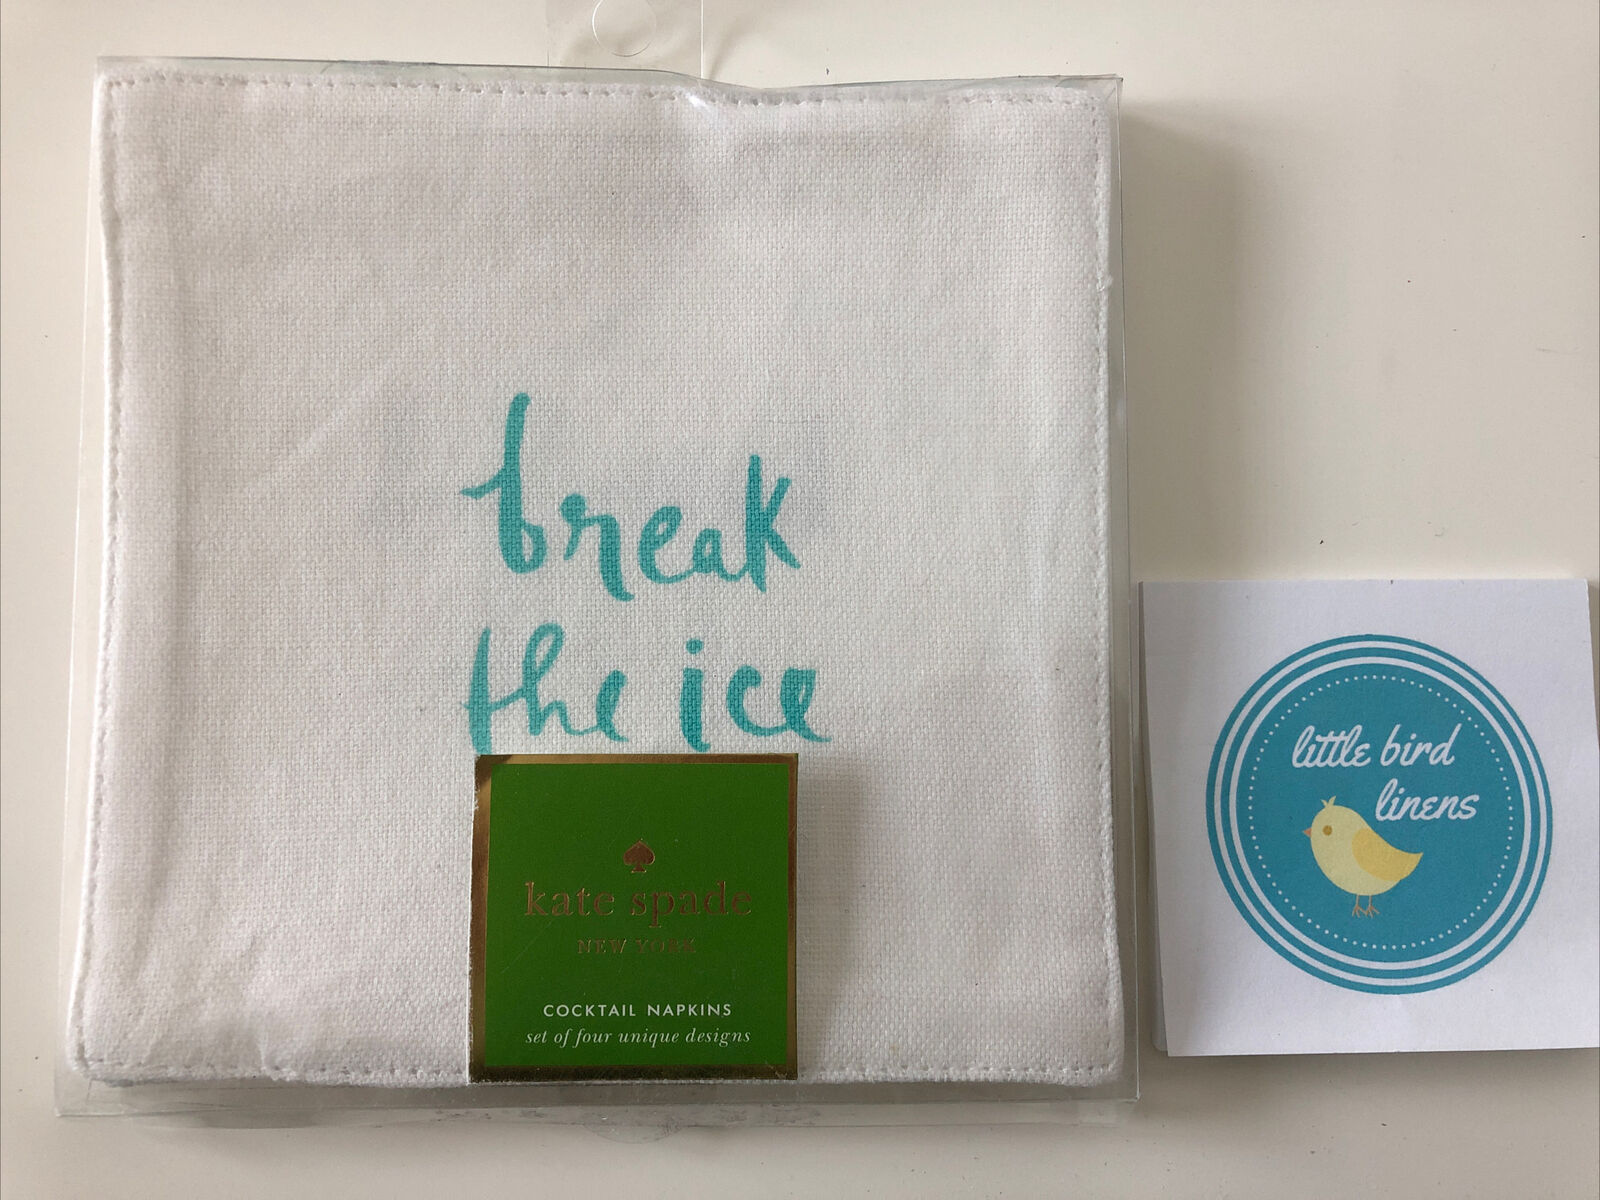 break
the ice
kate spade
NEW YORK
COCKTAIL NAPKINS
set of four unique designs
little bird
linens